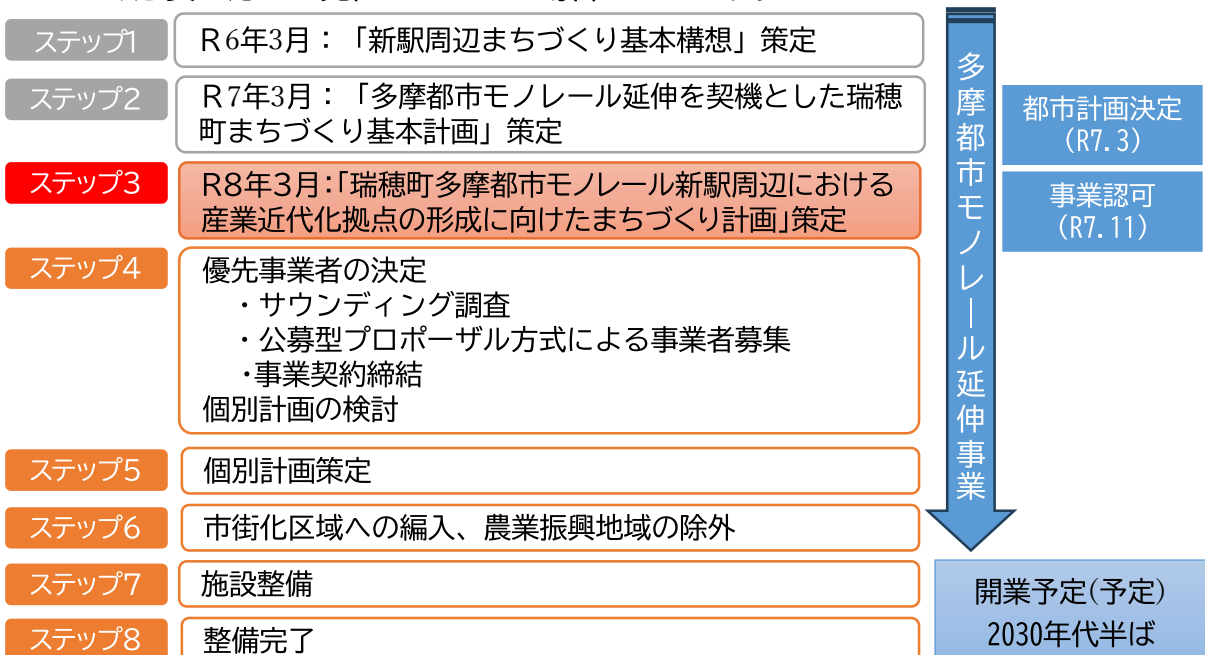 ステップ1
R6年3月：「新駅周辺まちづくり基本構想」策定
ステップ2
R7年3月：「多摩都市モノレール延伸を契機とした瑞穂
町まちづくり基本計画」策定
ステップ3
R8年3月:「瑞穂町多摩都市モノレール新駅周辺における
産業近代化拠点の形成に向けたまちづくり計画」策定
ステップ4
優先事業者の決定
・サウンディング調査
・公募型プロポーザル方式による事業者募集
・事業契約締結
個別計画の検討
ステップ5
個別計画策定
ステップ6
市街化区域への編入、農業振興地域の除外
ステップ7
施設整備
ステップ8
整備完了
多摩都市モノレール延伸事業
都市計画決定
(R7.3)
事業認可
(R7.11)
開業予定(予定)
2030年代半ば